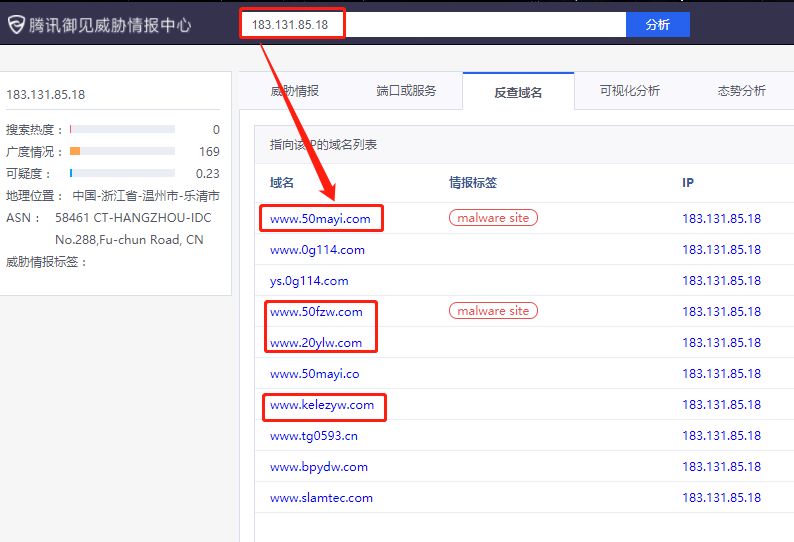 腾讯御见威胁情报中心
183.131.85.18
分析
183.131.85.18
搜索热度： 0
广度情况： 169
可疑度： 0.23
地理位置： 中国-浙江省-温州市-乐清市
ASN： 58461 CT-HANGZHOU-IDC
No.288,Fu-chun Road, CN
威胁情报标签：
威胁情报 端口或服务 反查域名 可视化分析 态势分析
指向该IP的域名列表
域名 情报标签 IP
www.50mayi.com malware site 183.131.85.18
www.0g114.com 183.131.85.18
ys.0g114.com 183.131.85.18
www.50fzw.com malware site 183.131.85.18
www.20ylw.com 183.131.85.18
www.50mayi.co 183.131.85.18
www.kelezyw.com 183.131.85.18
www.tg0593.cn 183.131.85.18
www.bpydw.com 183.131.85.18
www.slamtec.com 183.131.85.18